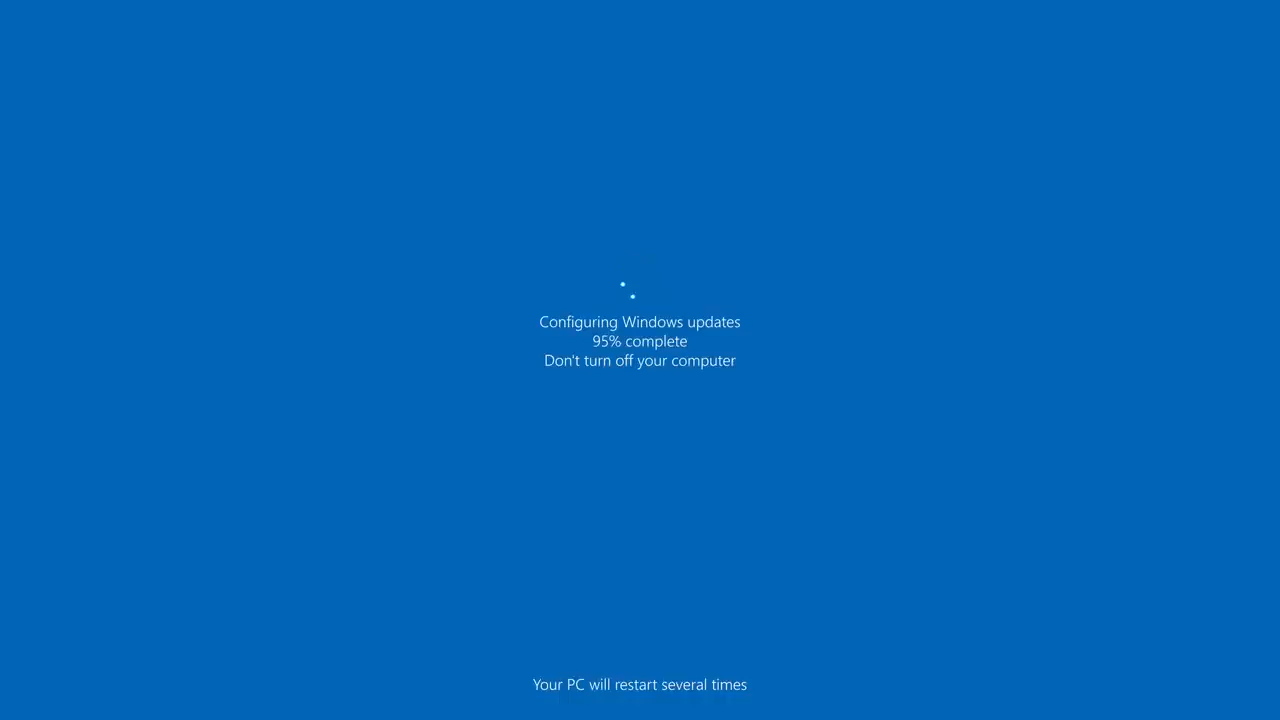 Configuring Windows updates
95% complete
Don't turn off your computer
Your PC will restart several times